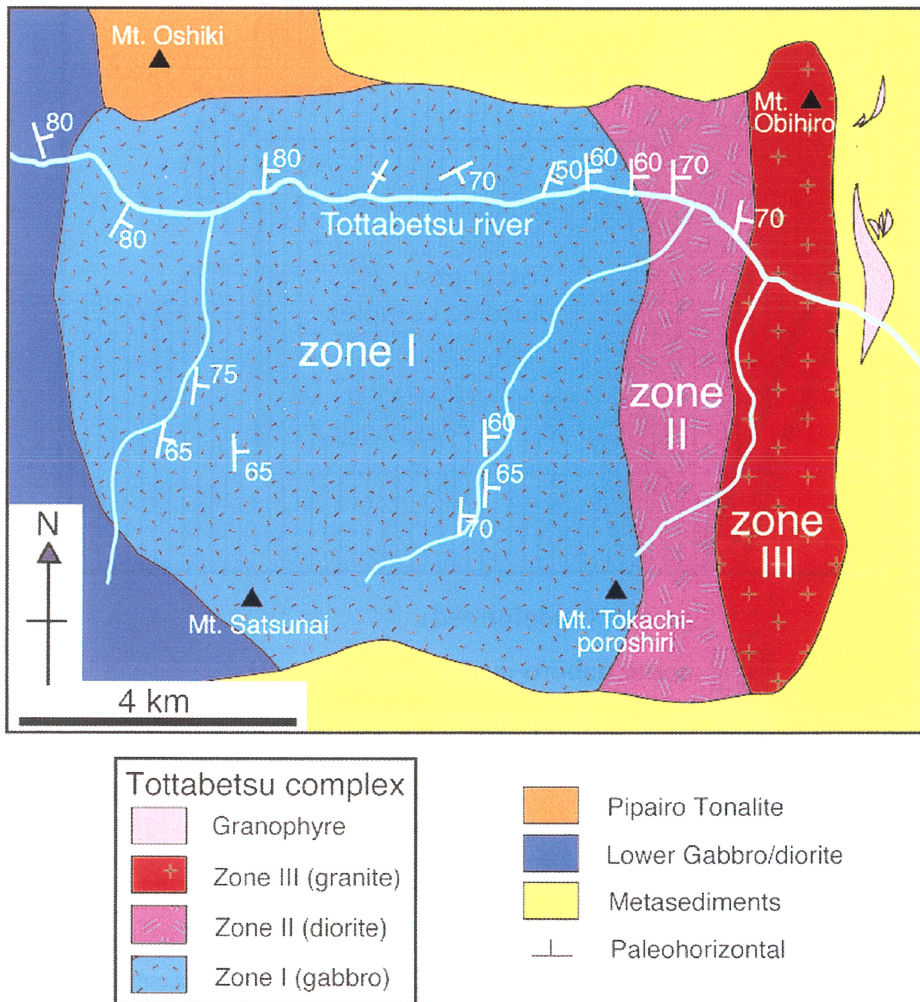 Mt. Oshiki
Mt.
Obihiro
80
80
70
50
60
60
70
80
Tottabetsu river
70
zone I
75
65
65
60
65
70
zone
II
zone
III
N
Mt. Satsunai
Mt. Tokachi-
poroshiri
4 km
Tottabetsu complex
Granophyre
Zone III (granite)
Zone II (diorite)
Zone I (gabbro)
Pipairo Tonalite
Lower Gabbro/diorite
Metasediments
Paleohorizontal